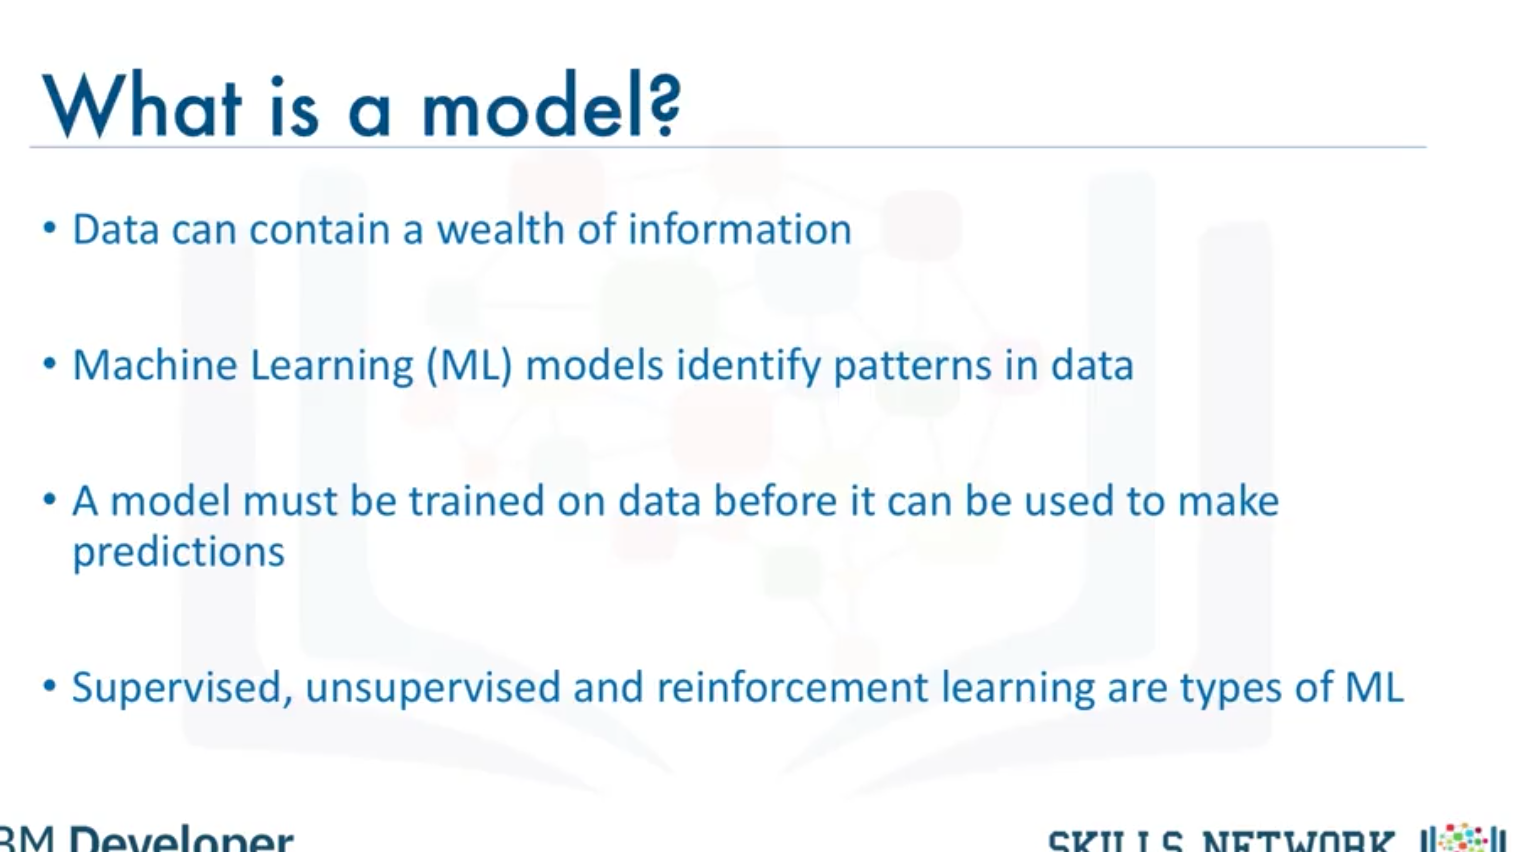 What is a model?
• Data can contain a wealth of information
• Machine Learning (ML) models identify patterns in data
• A model must be trained on data before it can be used to make
predictions
• Supervised, unsupervised and reinforcement learning are types of ML
BM Developer
SKILLS NETWORK